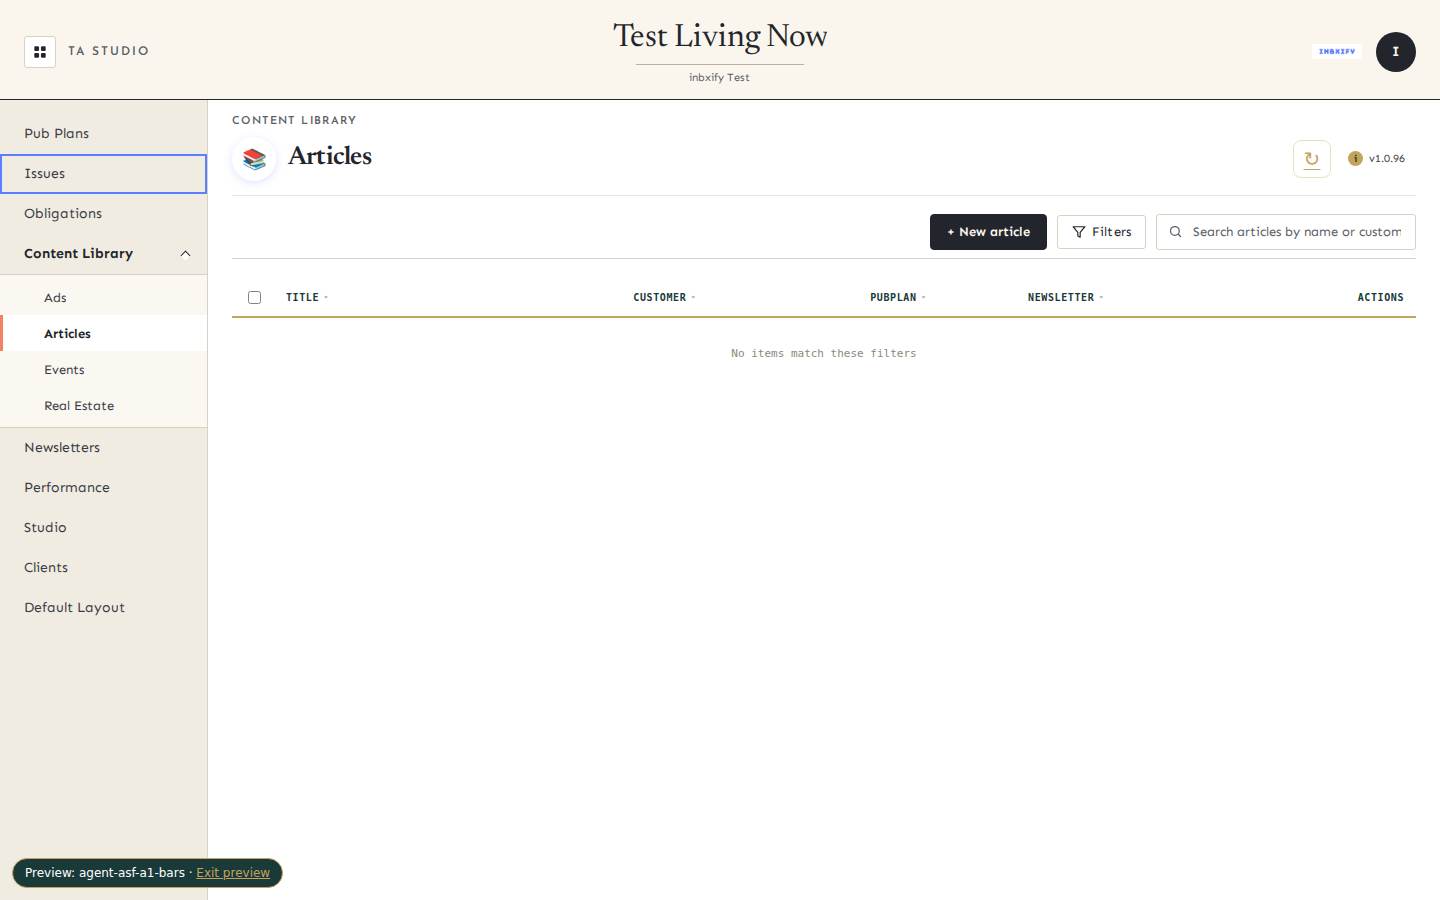 TA STUDIO
Test Living Now
inbxify Test
INBXIFY
I
Pub Plans
Issues
Obligations
Content Library
Ads
Articles
Events
Real Estate
Newsletters
Performance
Studio
Clients
Default Layout
CONTENT LIBRARY
Articles
v1.0.96
+ New article
Filters
Search articles by name or custom
TITLE
CUSTOMER
PUBPLAN
NEWSLETTER
ACTIONS
No items match these filters
Preview: agent-asf-a1-bars · Exit preview